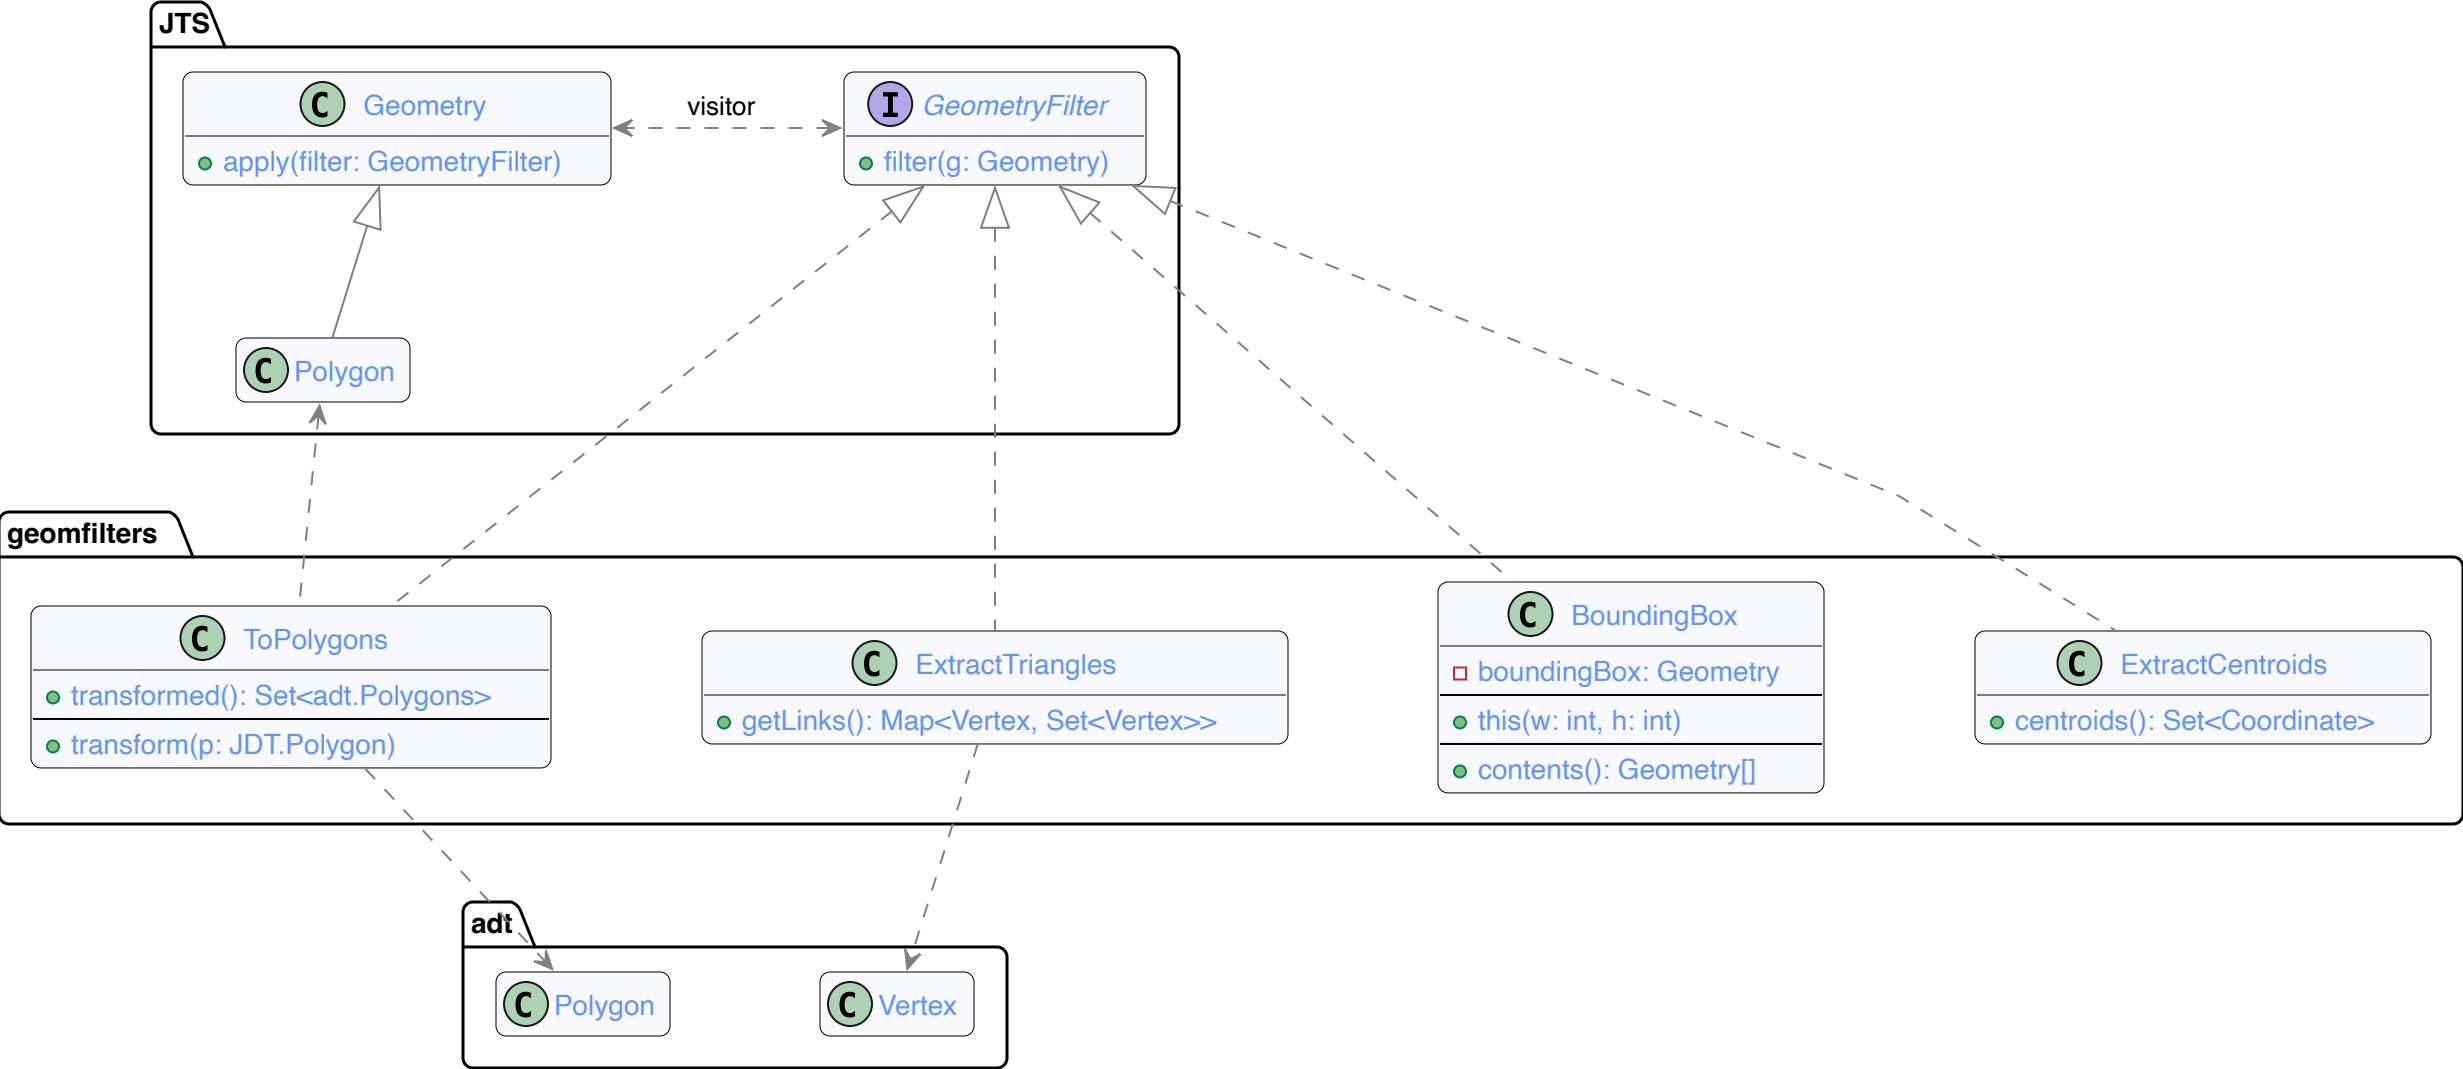 JTS
C Geometry
apply(filter: GeometryFilter)
visitor
I GeometryFilter
filter(g: Geometry)
C Polygon
geomfilters
C ToPolygons
transformed(): Set<adt.Polygons>
transform(p: JDT.Polygon)
C ExtractTriangles
getLinks(): Map<Vertex, Set<Vertex>>
C BoundingBox
boundingBox: Geometry
this(w: int, h: int)
contents(): Geometry[]
C ExtractCentroids
centroids(): Set<Coordinate>
adt
C Polygon
C Vertex